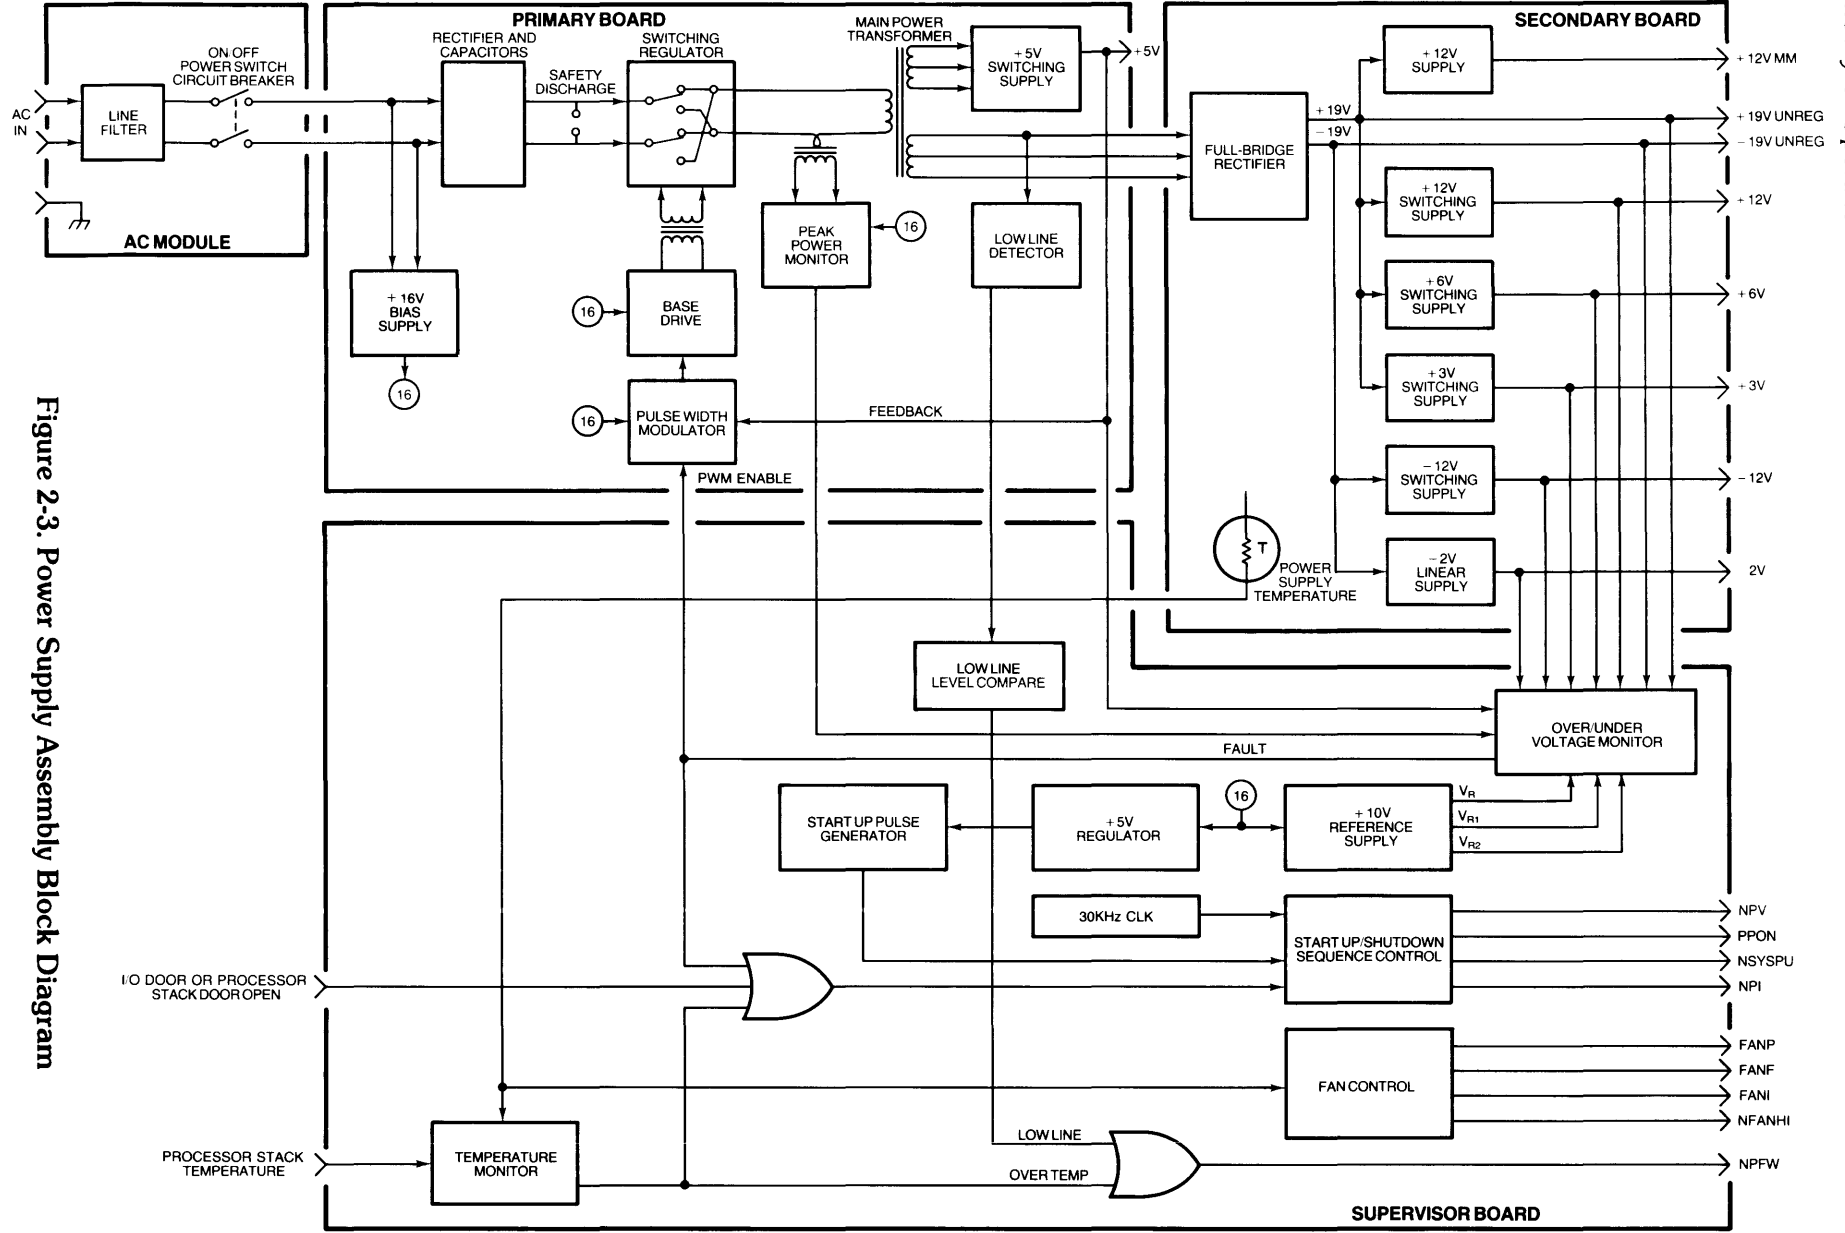 PRIMARY BOARD
SECONDARY BOARD
ON/OFF
POWER SWITCH
CIRCUIT BREAKER
AC
IN
LINE
FILTER
AC MODULE
RECTIFIER AND
CAPACITORS
SAFETY
DISCHARGE
SWITCHING
REGULATOR
MAIN POWER
TRANSFORMER
+5V
SWITCHING
SUPPLY
+5V
+16V
BIAS
SUPPLY
16
16
BASE
DRIVE
16
PULSE WIDTH
MODULATOR
PWM ENABLE
FEEDBACK
PEAK
POWER
MONITOR
16
LOW LINE
DETECTOR
FULL-BRIDGE
RECTIFIER
+19V
-19V
+12V
SUPPLY
+12V MM
+19V UNREG
-19V UNREG
+12V
SWITCHING
SUPPLY
+12V
+6V
SWITCHING
SUPPLY
+6V
+3V
SWITCHING
SUPPLY
+3V
-12V
SWITCHING
SUPPLY
-12V
-2V
LINEAR
SUPPLY
2V
T
POWER
SUPPLY
TEMPERATURE
LOW LINE
LEVEL COMPARE
OVER/UNDER
VOLTAGE MONITOR
FAULT
START UP PULSE
GENERATOR
+5V
REGULATOR
16
+10V
REFERENCE
SUPPLY
VR
VR1
VR2
30KHz CLK
START UP/SHUTDOWN
SEQUENCE CONTROL
NPV
PPON
NSYSPU
NPI
I/O DOOR OR PROCESSOR
STACK DOOR OPEN
FAN CONTROL
FANP
FANF
FANI
NFANHI
PROCESSOR STACK
TEMPERATURE
TEMPERATURE
MONITOR
LOW LINE
OVER TEMP
NPFW
SUPERVISOR BOARD
Figure 2-3. Power Supply Assembly Block Diagram